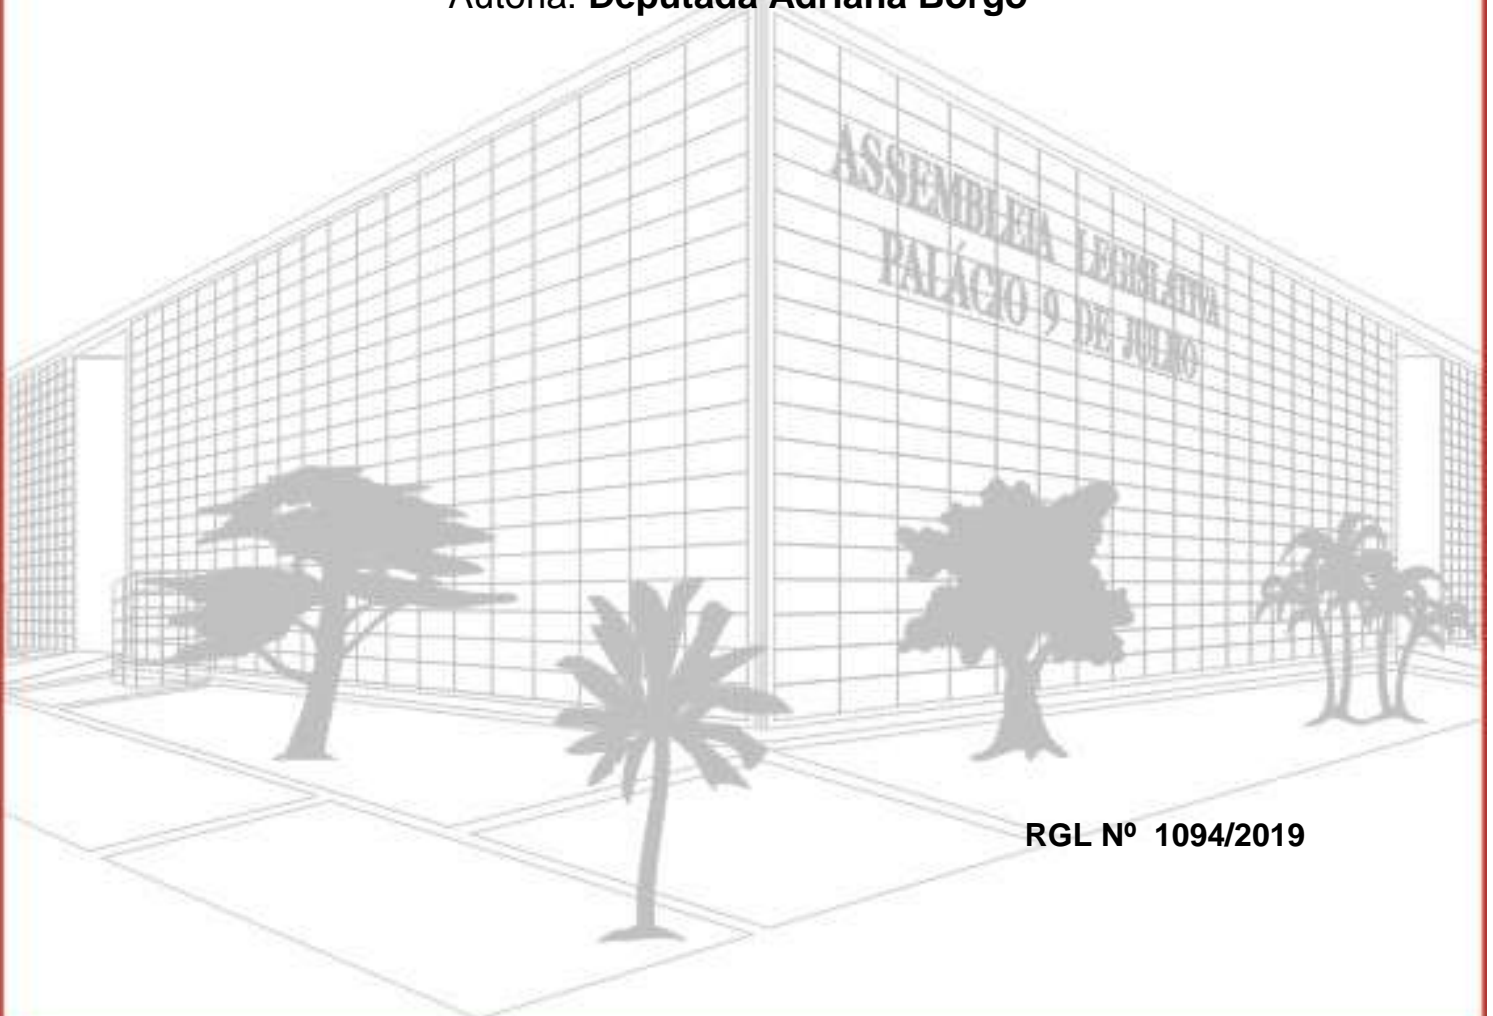 Autoria: Deputada Adriana Borgo
ASSEMBLEIA LEGISLATIVA
PALÁCIO 9 DE JULHO
RGL Nº 1094/2019